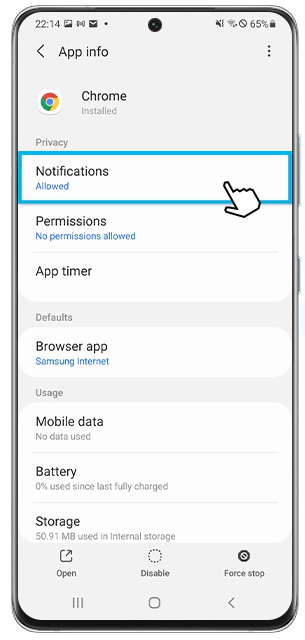 22:14 65%
App info
Chrome
Installed
Privacy
Notifications
Allowed
Permissions
No permissions allowed
App timer
Defaults
Browser app
Samsung Internet
Usage
Mobile data
No data used
Battery
0% used since last fully charged
Storage
50.91 MB used in Internal storage
Open Disable Force stop